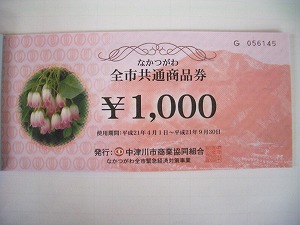 G 056145
なかつがわ
全市共通商品券
¥1,000
使用期間:平成21年4月1日〜平成21年9月30日
発行:中津川市商業協同組合
なかつがわ全市緊急経済対策事業